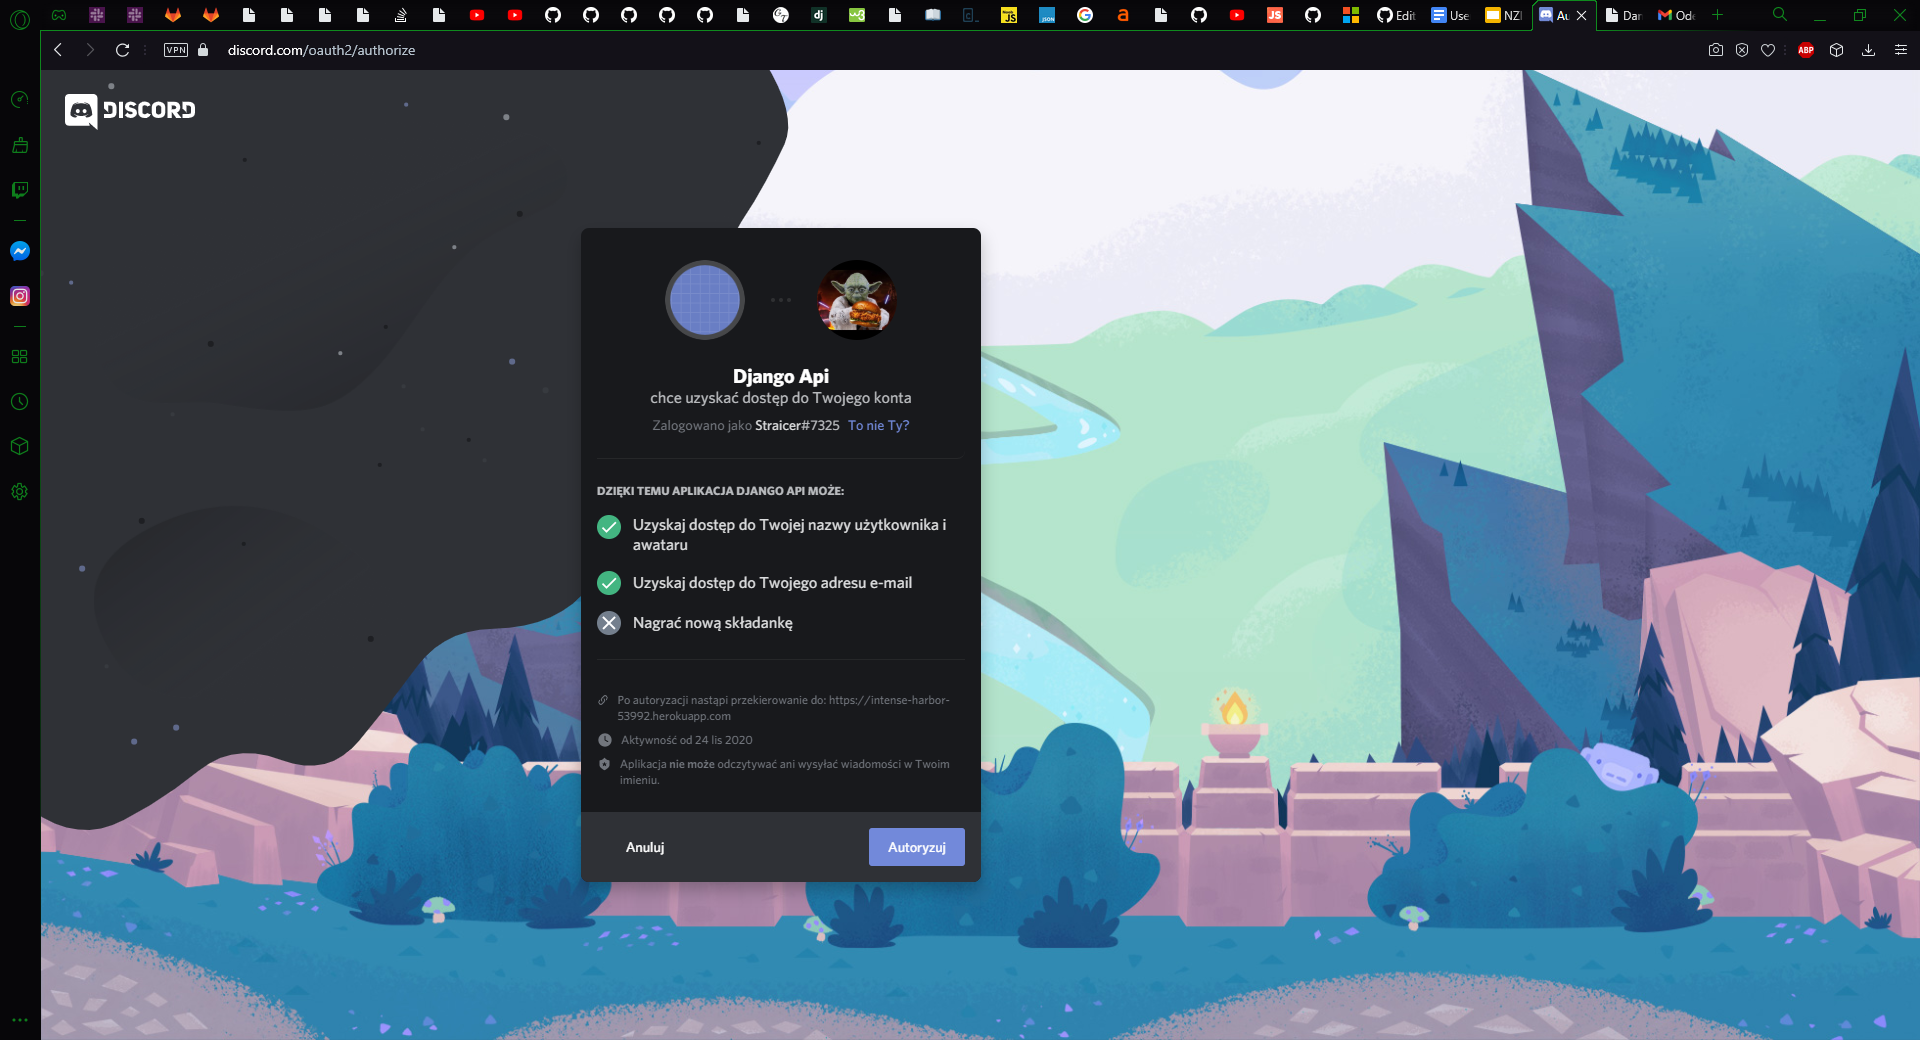 Edit
Use
NZ
Au
Dar
Od
VPN
discord.com/oauth2/authorize
ABP
DISCORD
Django Api
chce uzyskać dostęp do Twojego konta
Zalogowano jako Straicer#7325 To nie Ty?
DZIĘKI TEMU APLIKACJA DJANGO API MOŻE:
Uzyskaj dostęp do Twojej nazwy użytkownika i
awataru
Uzyskaj dostęp do Twojego adresu e-mail
Nagrać nową składankę
Po autoryzacji nastąpi przekierowanie do: https://intense-harbor-
53992.herokuapp.com
Aktywność od 24 lis 2020
Aplikacja nie może odczytywać ani wysyłać wiadomości w Twoim
imieniu.
Anuluj
Autoryzuj